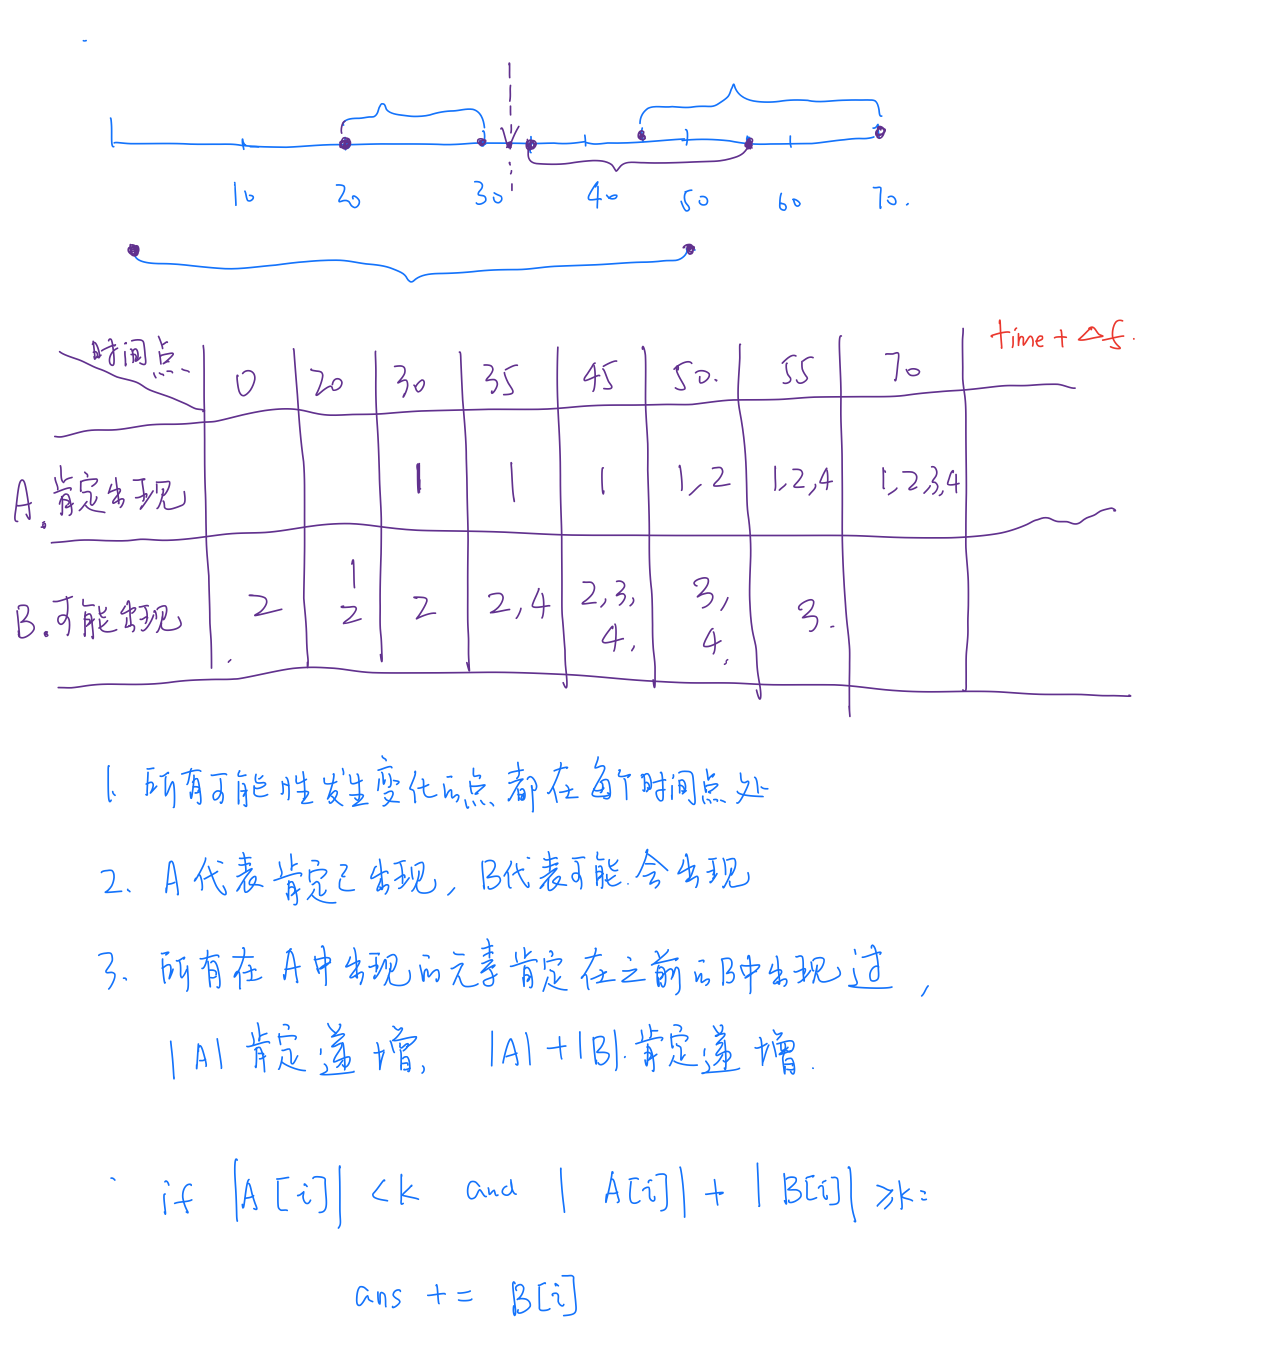 10 20 30 40 50 60 70.
时间点 0 20 30 35 45 50. 55 70 time + Δf.
A.肯定出现 1 1 1 1,2 1,2,4 1,2,3,4
B.可能出现 2 1 2 2 2,4 2,3,4. 3,4. 3.
1. 所有可能性发生变化的点都在每个时间点处
2. A代表肯定已出现, B代表可能会出现
3. 所有在A中出现的元素肯定在之前的B中出现过,
|A|肯定递增, |A|+|B|.肯定递增.
if |A[i]| <k and | A[i]| + | B[i]| ≥k:
ans += B[i]